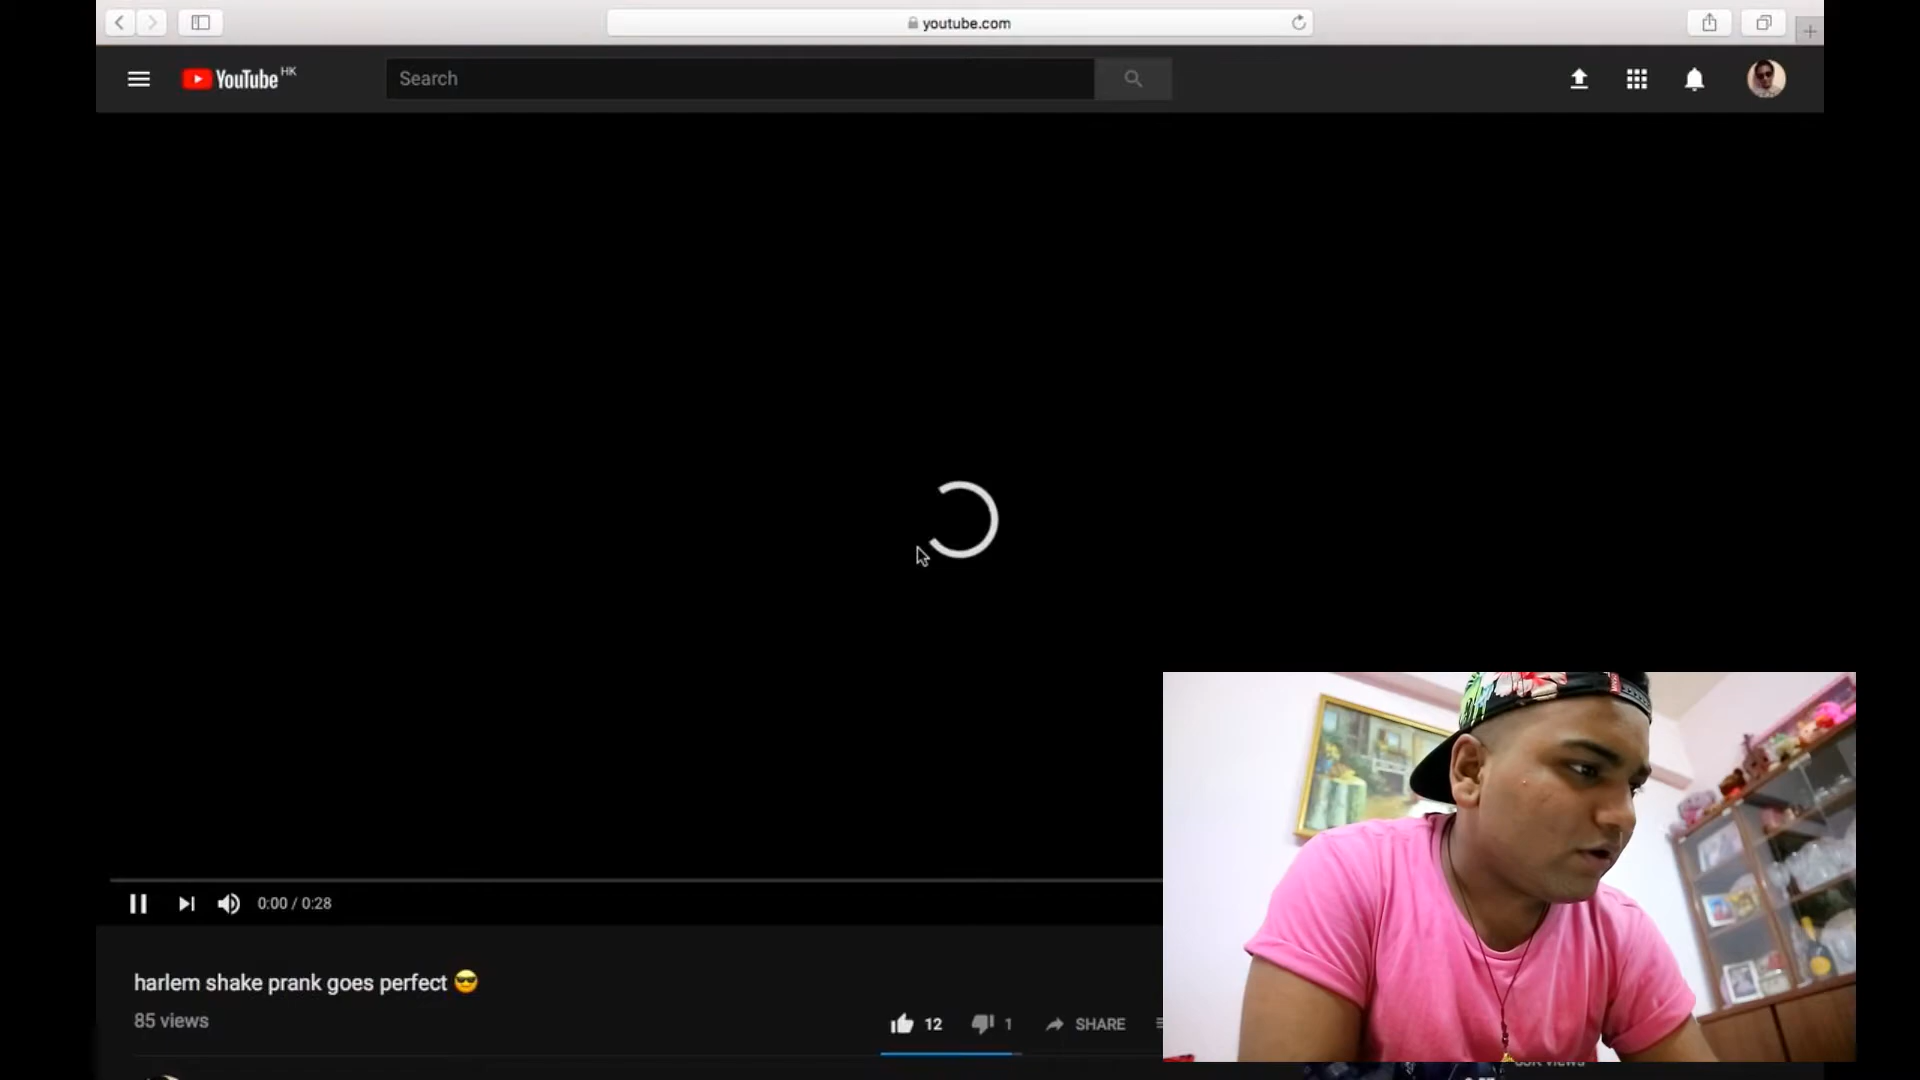 youtube.com
YouTube HK
Search
0:00 / 0:28
harlem shake prank goes perfect 😎
85 views
12
1
SHARE